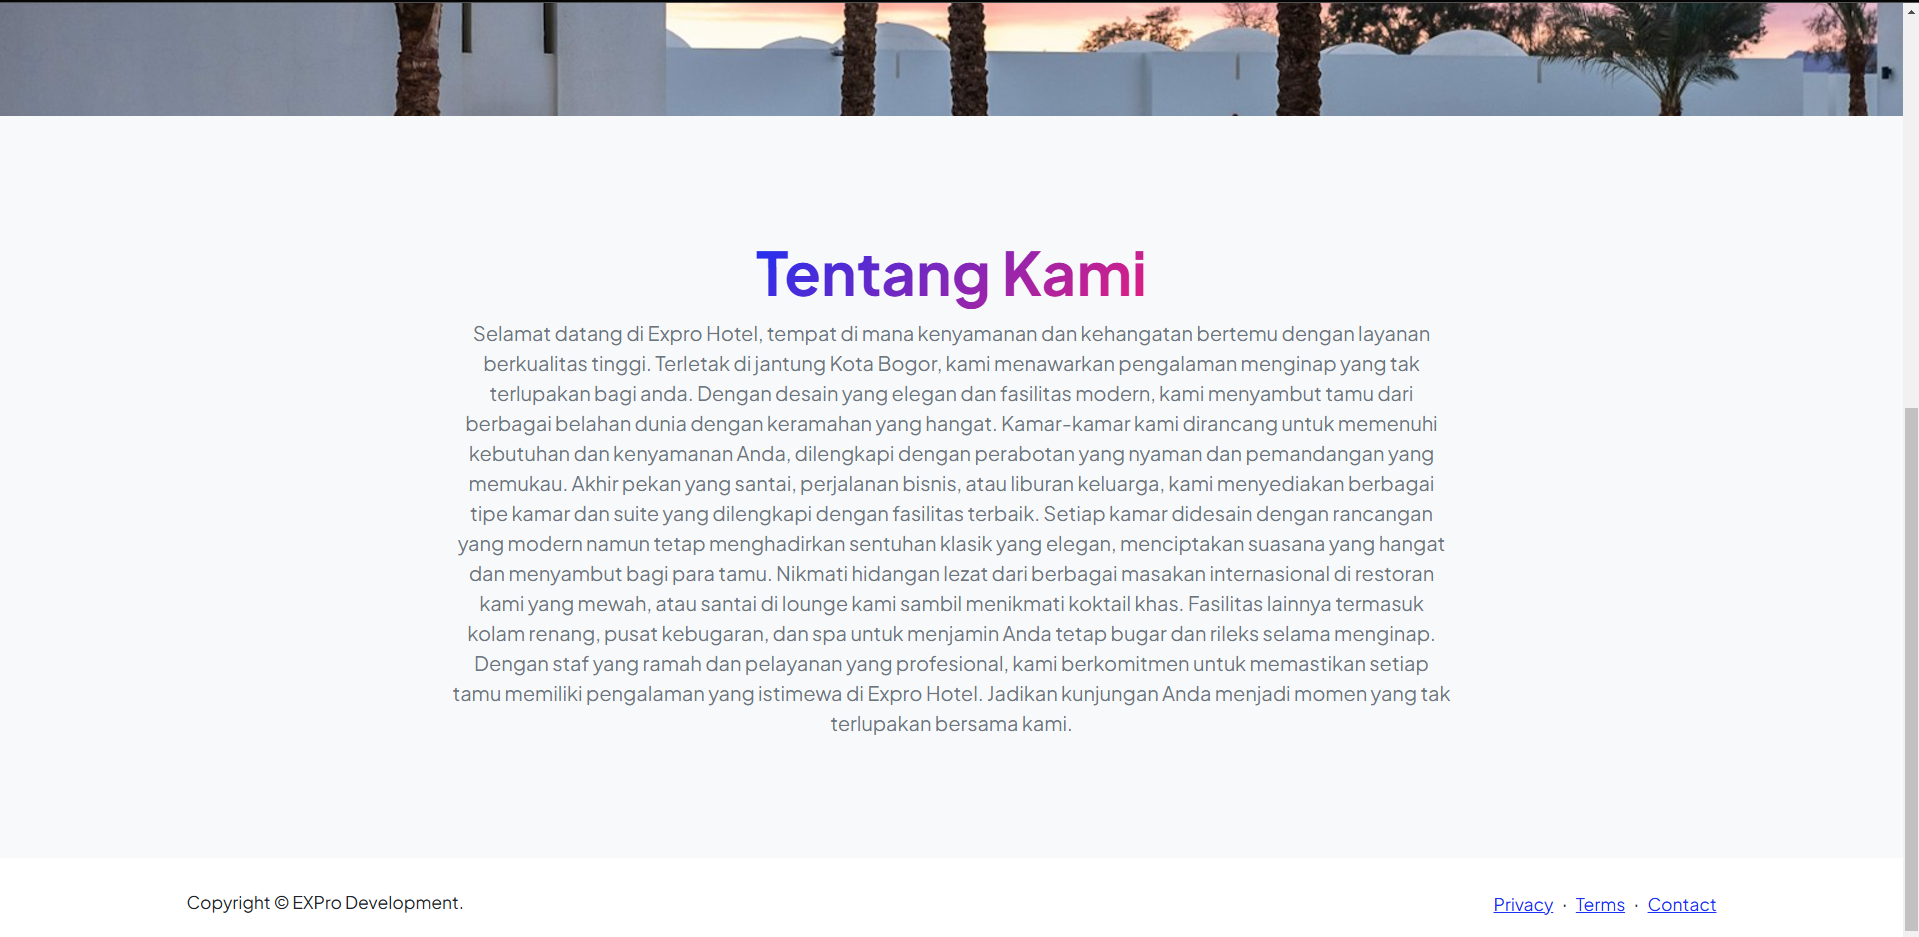 Tentang Kami
Selamat datang di Expro Hotel, tempat di mana kenyamanan dan kehangatan bertemu dengan layanan
berkualitas tinggi. Terletak di jantung Kota Bogor, kami menawarkan pengalaman menginap yang tak
terlupakan bagi anda. Dengan desain yang elegan dan fasilitas modern, kami menyambut tamu dari
berbagai belahan dunia dengan keramahan yang hangat. Kamar-kamar kami dirancang untuk memenuhi
kebutuhan dan kenyamanan Anda, dilengkapi dengan perabotan yang nyaman dan pemandangan yang
memukau. Akhir pekan yang santai, perjalanan bisnis, atau liburan keluarga, kami menyediakan berbagai
tipe kamar dan suite yang dilengkapi dengan fasilitas terbaik. Setiap kamar didesain dengan rancangan
yang modern namun tetap menghadirkan sentuhan klasik yang elegan, menciptakan suasana yang hangat
dan menyambut bagi para tamu. Nikmati hidangan lezat dari berbagai masakan internasional di restoran
kami yang mewah, atau santai di lounge kami sambil menikmati koktail khas. Fasilitas lainnya termasuk
kolam renang, pusat kebugaran, dan spa untuk menjamin Anda tetap bugar dan rileks selama menginap.
Dengan staf yang ramah dan pelayanan yang profesional, kami berkomitmen untuk memastikan setiap
tamu memiliki pengalaman yang istimewa di Expro Hotel. Jadikan kunjungan Anda menjadi momen yang tak
terlupakan bersama kami.
Copyright © EXPro Development.
Privacy · Terms · Contact